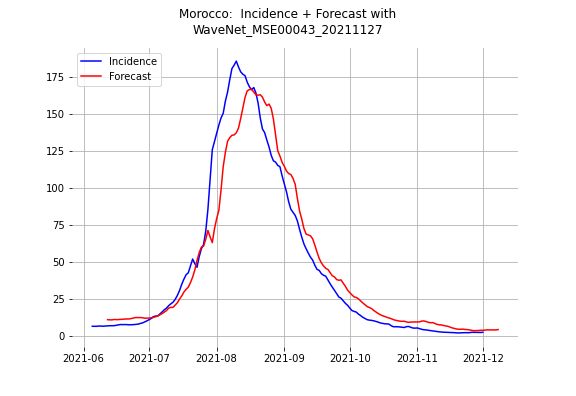 Morocco:  Incidence + Forecast with
WaveNet_MSE00043_20211127
Incidence
Forecast
175
150
125
100
75
50
25
0
2021-06 2021-07 2021-08 2021-09 2021-10 2021-11 2021-12